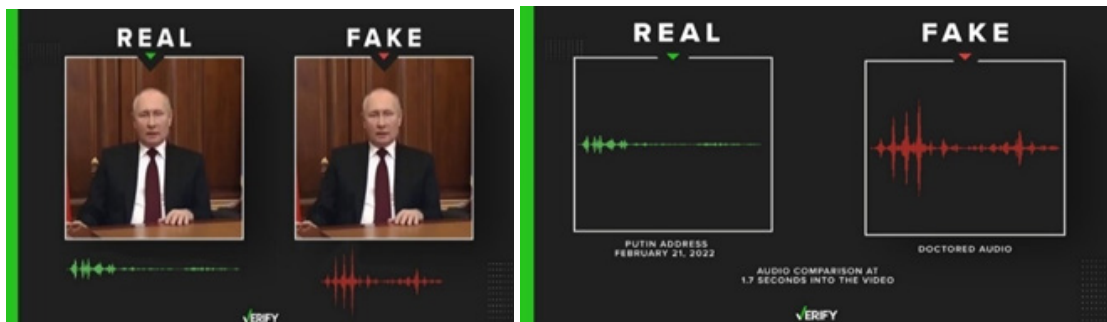 REAL
FAKE
VERIFY
REAL
FAKE
PUTIN ADDRESS
FEBRUARY 21, 2022
DOCTORED AUDIO
AUDIO COMPARISON AT
1.7 SECONDS INTO THE VIDEO
VERIFY